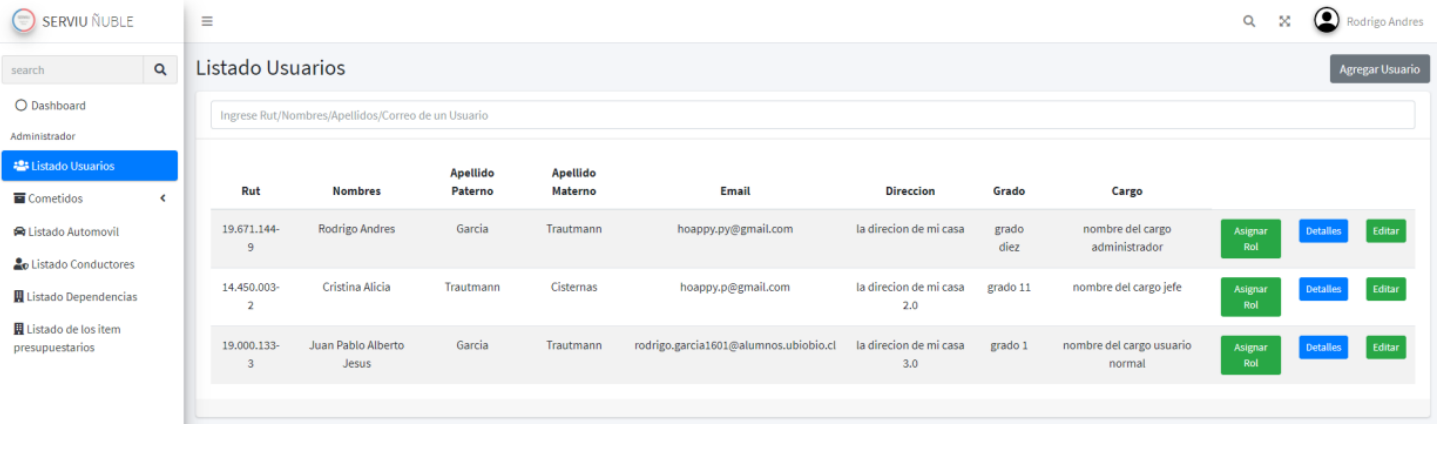 SERVIU ÑUBLE
Rodrigo Andres
search
Dashboard
Administrador
Listado Usuarios
Cometidos
Listado Automovil
Listado Conductores
Listado Dependencias
Listado de los item
presupuestarios
Listado Usuarios
Agregar Usuario
Ingrese Rut/Nombres/Apellidos/Correo de un Usuario
Rut Nombres Apellido Paterno Apellido Materno Email Direccion Grado Cargo
19.671.144-9 Rodrigo Andres Garcia Trautmann hoappy.py@gmail.com la direcion de mi casa grado diez nombre del cargo administrador Asignar Rol Detalles Editar
14.450.003-2 Cristina Alicia Trautmann Cisternas hoappy.p@gmail.com la direcion de mi casa 2.0 grado 11 nombre del cargo jefe Asignar Rol Detalles Editar
19.000.133-3 Juan Pablo Alberto Jesus Garcia Trautmann rodrigo.garcia1601@alumnos.ubiobio.cl la direcion de mi casa 3.0 grado 1 nombre del cargo usuario normal Asignar Rol Detalles Editar